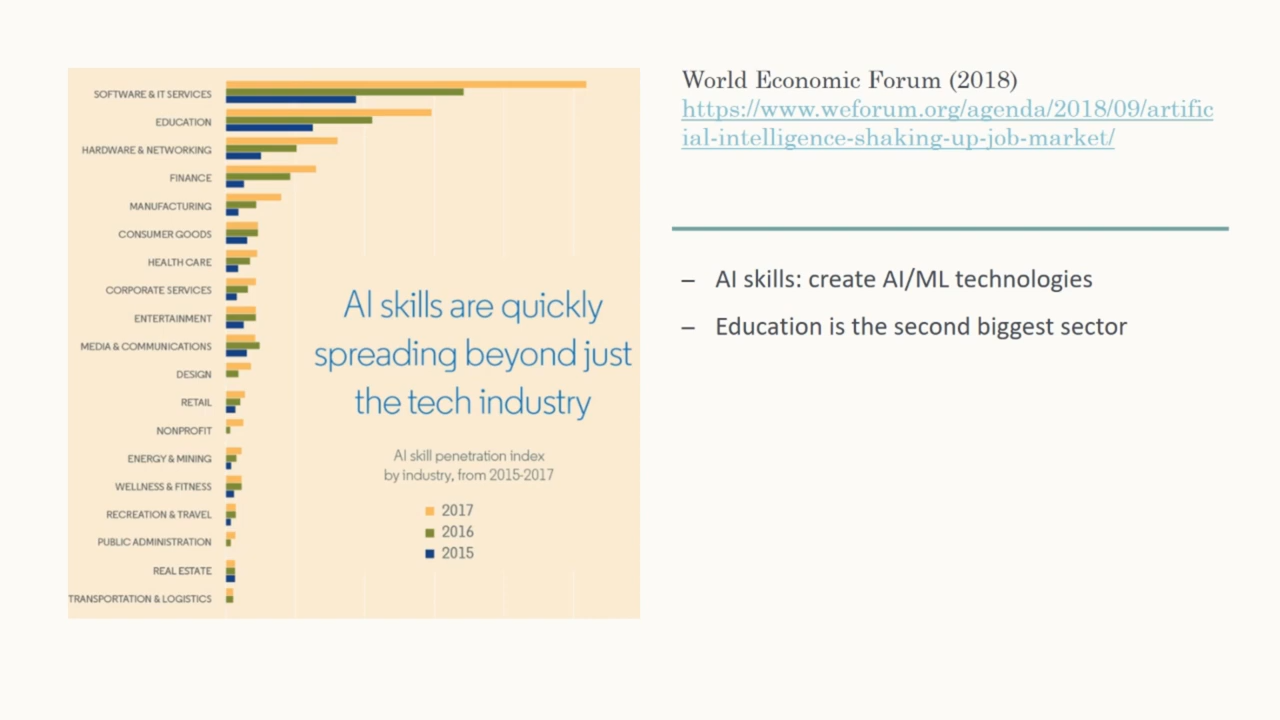 SOFTWARE & IT SERVICES
EDUCATION
HARDWARE & NETWORKING
FINANCE
MANUFACTURING
CONSUMER GOODS
HEALTH CARE
CORPORATE SERVICES
ENTERTAINMENT
MEDIA & COMMUNICATIONS
DESIGN
RETAIL
NONPROFIT
ENERGY & MINING
WELLNESS & FITNESS
RECREATION & TRAVEL
PUBLIC ADMINISTRATION
REAL ESTATE
TRANSPORTATION & LOGISTICS
AI skills are quickly
spreading beyond just
the tech industry
AI skill penetration index
by industry, from 2015-2017
2017
2016
2015
World Economic Forum (2018)
https://www.weforum.org/agenda/2018/09/artific
ial-intelligence-shaking-up-job-market/
– AI skills: create AI/ML technologies
– Education is the second biggest sector